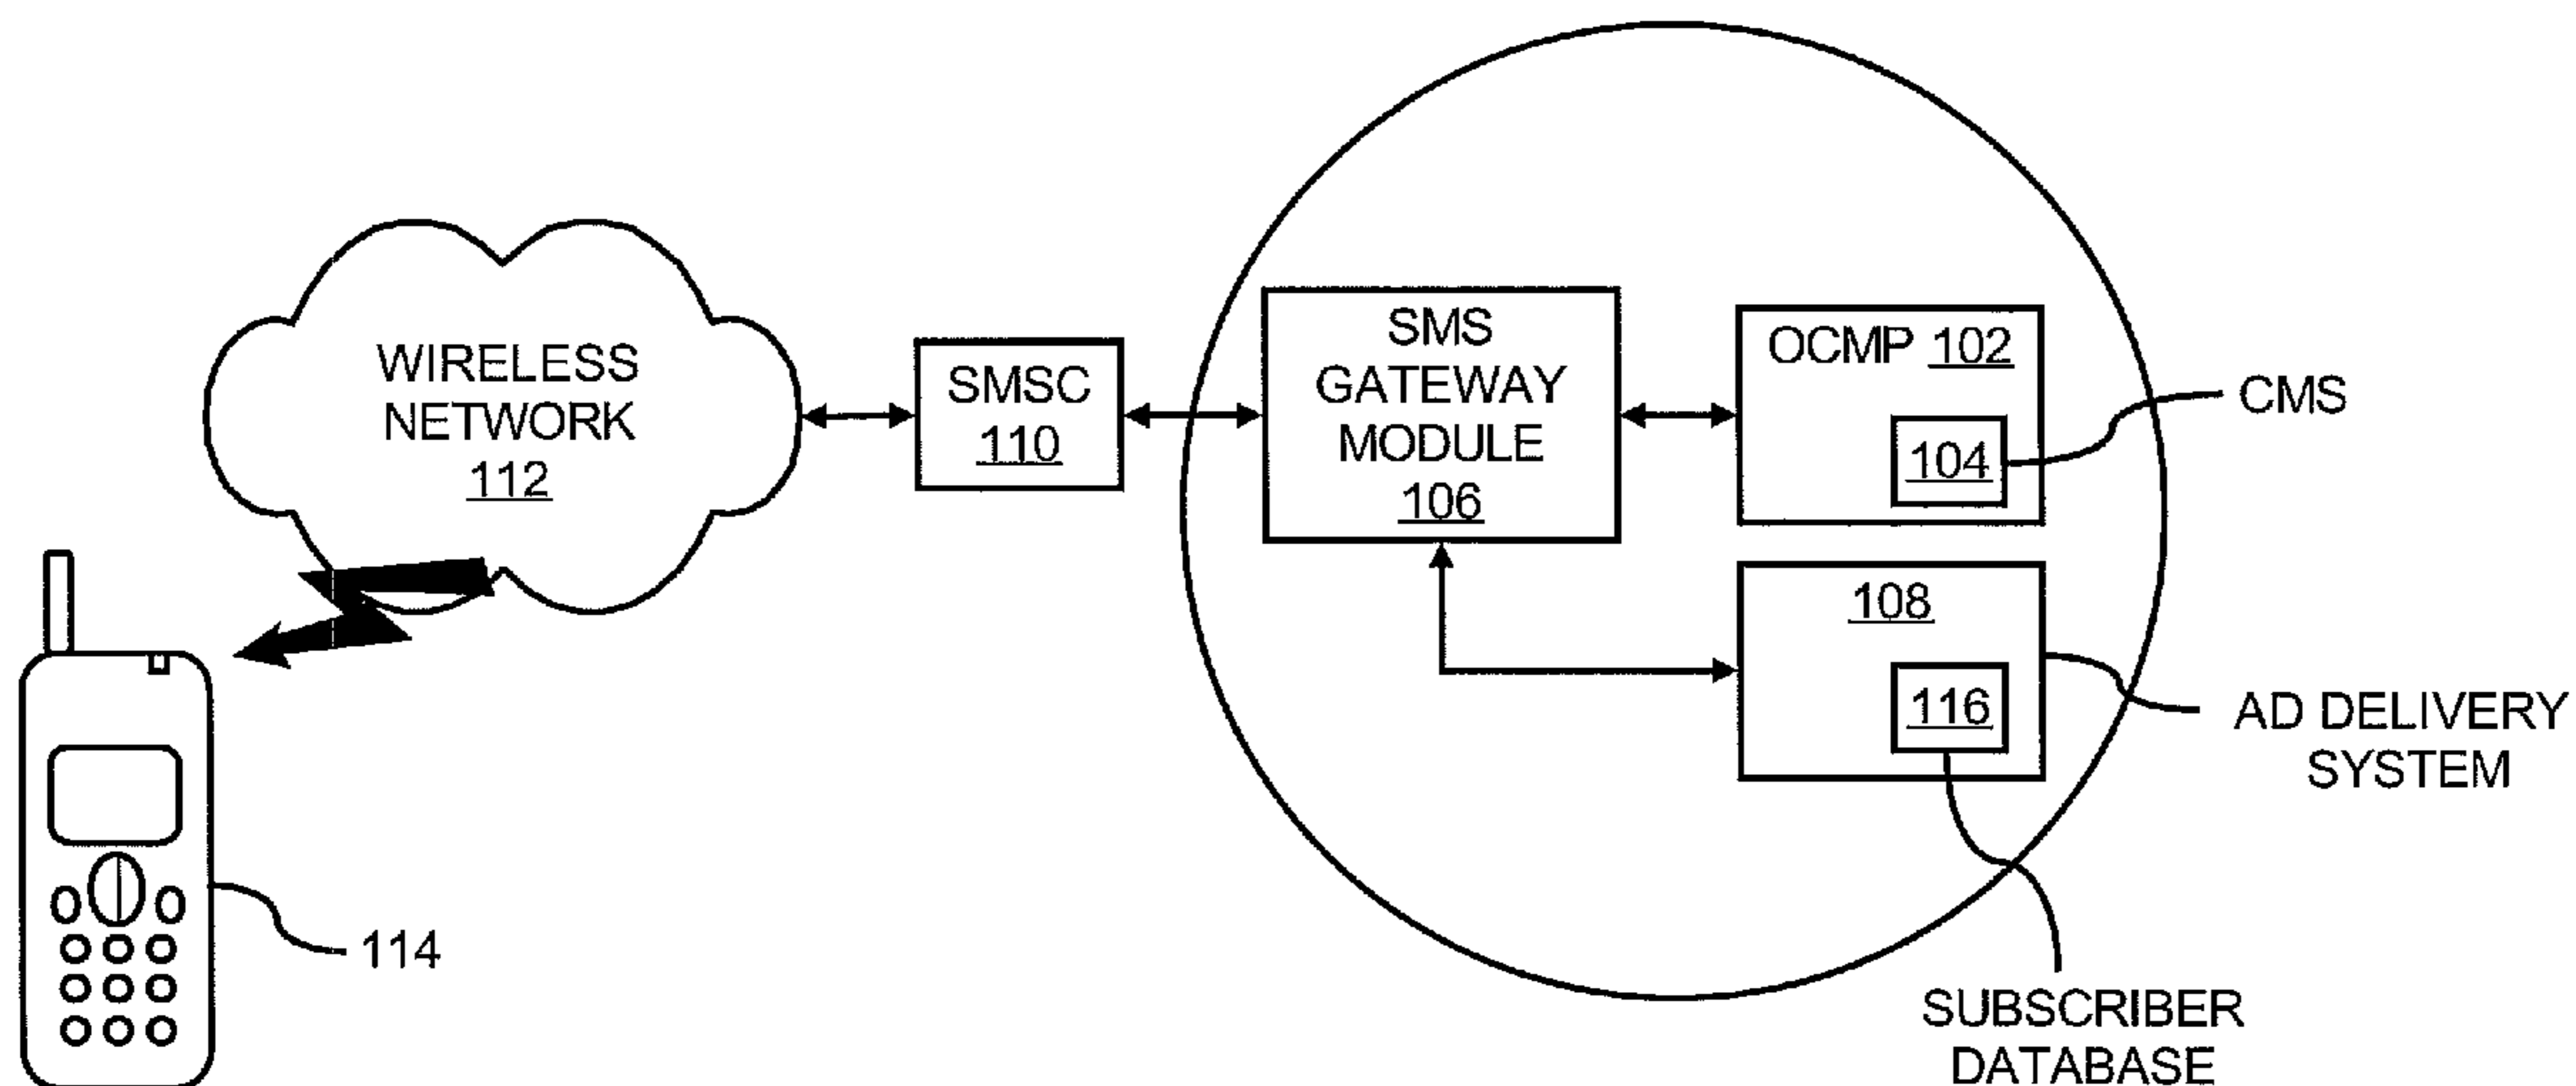 WIRELESS
NETWORK
112
SMSC
110
SMS
GATEWAY
MODULE
106
OCMP 102
104
CMS
108
116
AD DELIVERY
SYSTEM
114
SUBSCRIBER
DATABASE